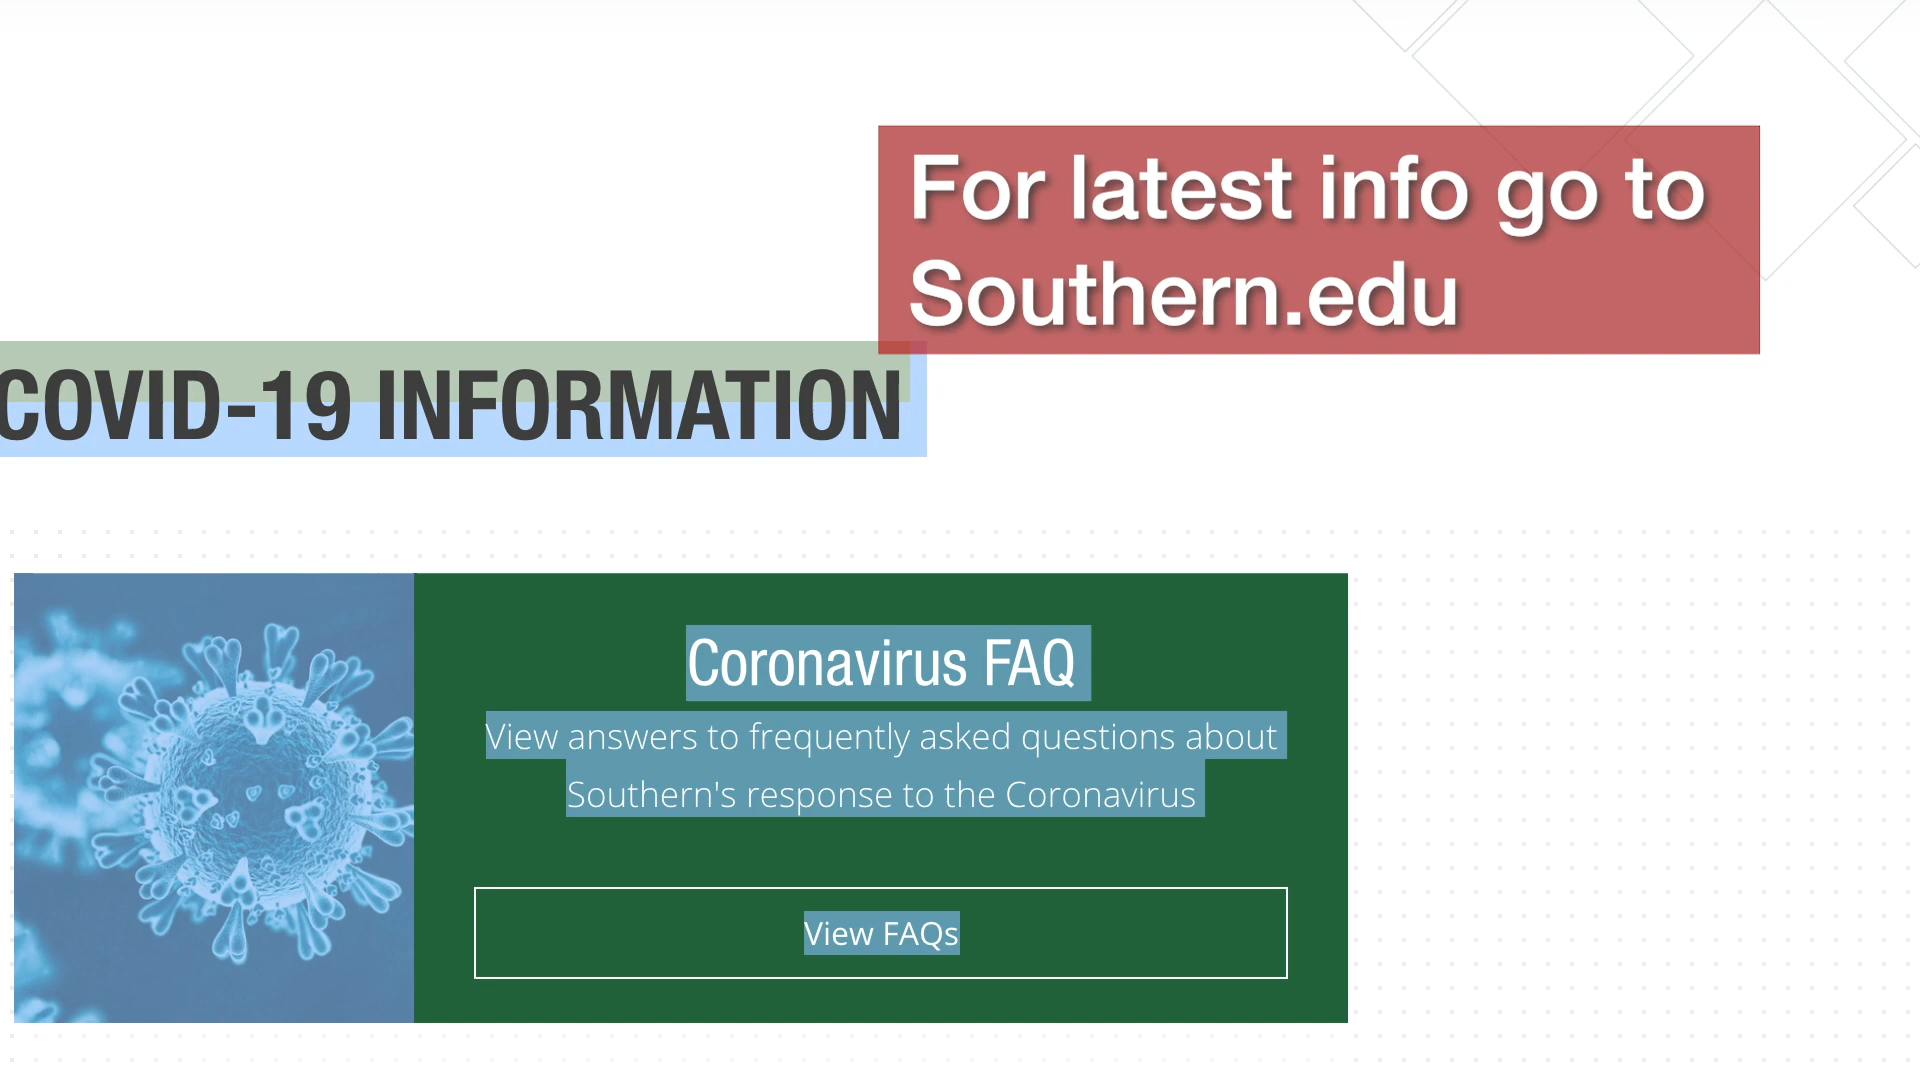 For latest info go to
Southern.edu
COVID-19 INFORMATION
Coronavirus FAQ
View answers to frequently asked questions about
Southern's response to the Coronavirus
View FAQs